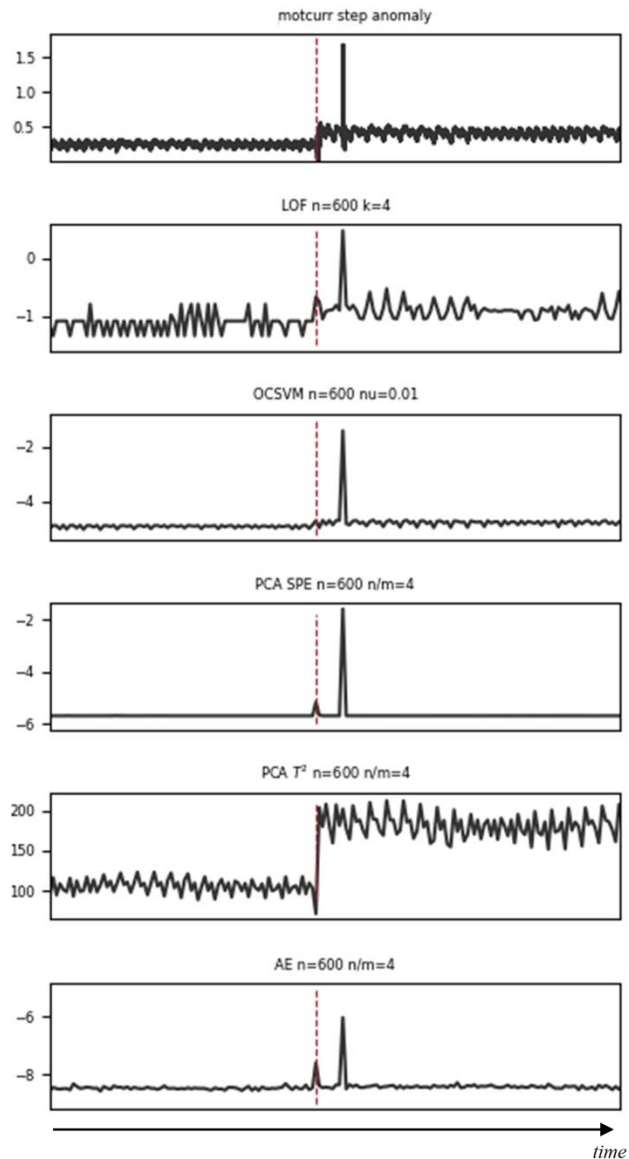 motcurr step anomaly
1.5
1.0
0.5
LOF n=600 k=4
0
−1
OCSVM n=600 nu=0.01
−2
−4
PCA SPE n=600 n/m=4
−2
−4
−6
PCA T² n=600 n/m=4
200
150
100
AE n=600 n/m=4
−6
−8
time